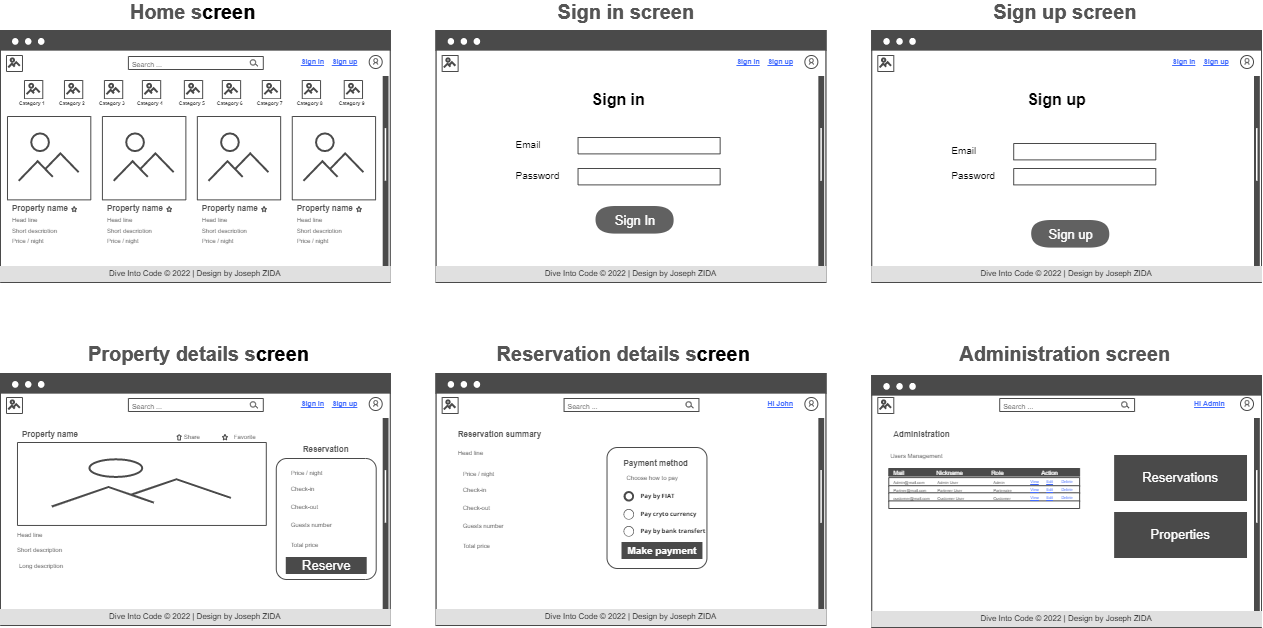 Home screen
Sign in screen
Sign up screen
Search ...
Sign in Sign up
Category 1 Category 2 Category 3 Category 4 Category 5 Category 6 Category 7 Category 8 Category 9
Property name Property name Property name Property name
Head line Head line Head line Head line
Short description Short description Short description Short description
Price / night Price / night Price / night Price / night
Dive Into Code © 2022 | Design by Joseph ZIDA
Sign in Sign up
Sign in
Email
Password
Sign In
Dive Into Code © 2022 | Design by Joseph ZIDA
Sign in Sign up
Sign up
Email
Password
Sign up
Dive Into Code © 2022 | Design by Joseph ZIDA
Property details screen
Reservation details screen
Administration screen
Search ...
Sign in Sign up
Property name
Share Favorite
Reservation
Price / night
Check-in
Check-out
Guests number
Total price
Reserve
Head line
Short description
Long description
Dive Into Code © 2022 | Design by Joseph ZIDA
Search ...
Hi John
Reservation summary
Head line
Price / night
Check-in
Check-out
Guests number
Total price
Payment method
Choose how to pay
Pay by FIAT
Pay cryto currency
Pay by bank transfert
Make payment
Dive Into Code © 2022 | Design by Joseph ZIDA
Search ...
Hi Admin
Administration
Users Management
Mail Nickname Role Action
Admin@mail.com Admin User Admin View Edit Delete
View Edit Delete
View Edit Delete
Reservations
Properties
Dive Into Code © 2022 | Design by Joseph ZIDA